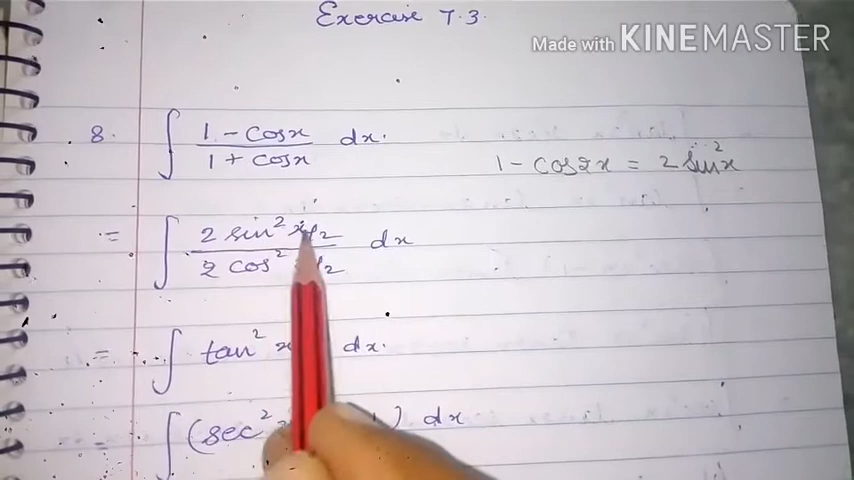 Exercise 7.3.
Made with KINEMASTER
8. ∫ (1 - cosx)/(1 + cosx) dx.
1 - cos2x = 2 sin²x
= ∫ (2 sin² x/2)/(2 cos² /2) dx
= ∫ tan² x dx.
= ∫ (sec² 1) dx